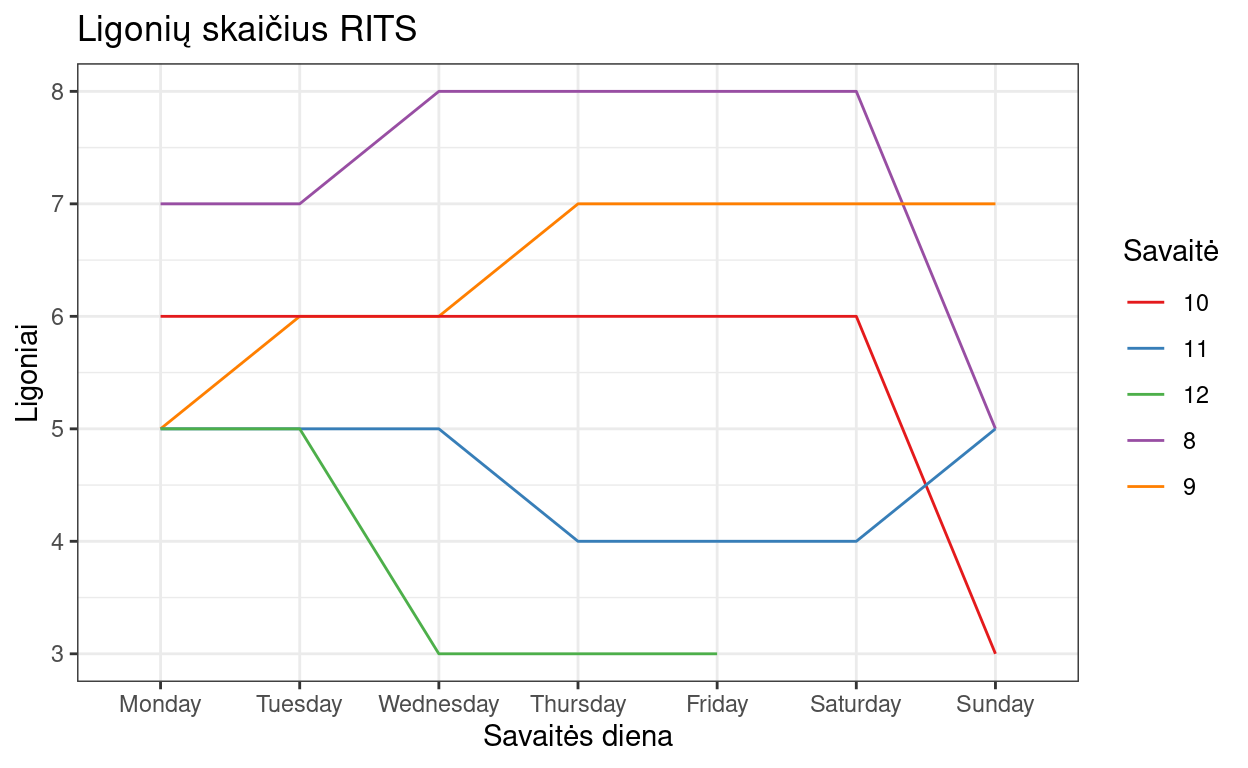 Ligonių skaičius RITS
8
7
6
5
4
3
Ligoniai
Monday Tuesday Wednesday Thursday Friday Saturday Sunday
Savaitės diena
Savaitė
10
11
12
8
9